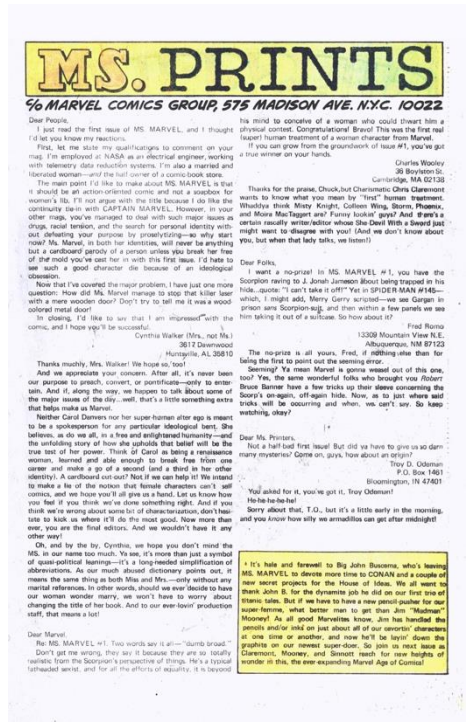 MS. PRINTS
C/O MARVEL COMICS GROUP, 575 MADISON AVE. N.Y.C. 10022
Dear People,
I just read the first issue of MS. MARVEL, and I thought
I'd let you know my reactions.
First, let me state my qualifications to comment on your
mag. I'm employed at NASA as an electrical engineer, working
with telemetry data reduction systems. I'm also a married and
liberated woman—and the half owner of a comic-book store.
The main point I'd like to make about MS. MARVEL is that
it should be an action-oriented comic and not a soapbox for
women's lib. I'll not argue with the title because I do like the
continuity tie-in with CAPTAIN MARVEL. However, in your
other mags, you've managed to deal with such major issues as
drugs, racial tension, and the search for personal identity with-
out defeating your purpose by proselytizing—so why start
now? Ms. Marvel, in both her identities, will never be anything
but a cardboard parody of a person unless you break her free
of the mold you've cast her in with this first issue. I'd hate to
see such a good character die because of an ideological
obsession.
Now that I've covered the major problem, I have just one more
question: How did Ms. Marvel manage to stop that killer laser
with a mere wooden door? Don't try to tell me it was a wood-
colored metal door!
In closing, I'd like to say that I am impressed with the
comic, and I hope you'll be successful.
Cynthia Walker (Mrs., not Ms.)
3612 Dawnwood
Huntsville, AL 35810
Thanks muchly, Mrs. Walker! We hope so, too!
And we appreciate your concern. After all, it's never been
our purpose to preach, convert, or pontificate—only to enter-
tain. And if, along the way, we happen to talk about some of
the major issues of the day...well, that's a little something extra
that helps make us Marvel.
Neither Carol Danvers nor her super-human alter ego is meant
to be a spokesperson for any particular ideological bent. She
believes, as do we all, in a free and enlightened humanity—and
the unfolding story of how she upholds that belief will be the
true test of her power. Think of Carol as being a renaissance
woman, learned and able enough to break free from one
career and make a go of a second (and a third in her other
identity). A cardboard cut-out? Not if we can help it! We intend
to make a lie of the notion that female characters can't sell
comics, and we hope you'll all give us a hand. Let us know how
you feel if you think we've done something right. And if you
think we're wrong about some bit of characterization, don't hesi-
tate to kick us where it'll do the most good. Now more than
ever, you are the final editors. And we wouldn't have it any
other way!
Oh, and by the by, Cynthia, we hope you don't mind the
MS. in our name too much. Ya see, it's more than just a symbol
of quasi-political leanings—it's a long-needed simplification of
abbreviations. As our much abused dictionary points out, it
means the same thing as both Miss and Mrs.—only without any
marital references. In other words, should we ever decide to have
our woman wonder marry, we won't have to worry about
changing the title of her book. And to our ever-lovin' production
staff, that means a lot!
Dear Marvel,
Re: MS. MARVEL #1. Two words say it all—"dumb broad."
Don't get me wrong, they say it because they are so totally
realistic from the Scorpion's perspective of things. He's a typical
fatheaded sexist, and for all the efforts of equality, it is beyond
his mind to conceive of a woman who could thwart him a
physical contest. Congratulations! Bravo! This was the first real
(super) human treatment of a woman character from Marvel.
If you can grow from the groundwork of issue #1, you've got
a true winner on your hands.
Charles Wooley
36 Boylston St.
Cambridge, MA 02138
Thanks for the praise, Chuck, but Charismatic Chris Claremont
wants to know what you mean by "first" human treatment.
Whaddya think Misty Knight, Colleen Wing, Storm, Phoenix,
and Moira MacTaggert are? Funny lookin' guys? And there's a
certain rascally writer/editor whose She-Devil With a Sword just
might want to disagree with you! (And we don't know about
you, but when that lady talks, we listen!)
Dear Folks,
I want a no-prize! In MS. MARVEL #1, you have the
Scorpion raving to J. Jonah Jameson about being trapped in his
hide...quote: "I can't take it off!!" Yet in SPIDER MAN #145—
which, I might add, Merry Gerry scripted—we see Gargan in
prison sans Scorpion-suit, and then within a few panels we see
him taking it out of a suitcase. So how about it?
Fred Romo
13309 Mountain View N.E.
Albuquerque, NM 87123
The no-prize is all yours, Fred, if nothing else than for
being the first to point out the seeming error.
Seeming? Ya mean Marvel is gonna weasel out of this one,
too? Yes, the same wonderful folks who brought you Robert
Bruce Banner have a few tricks up their sleeve concerning the
Scorp's on-again, off-again hide. Now, as to just where said
tricks will be occurring and when, we can't say. So keep
watching, okay?
Dear Ms. Printers,
Not a half-bad first issue! But did ya have to give us so darn
many mysteries? Come on, guys, how about an origin?
Troy D. Odeman
P.O. Box 1461
Bloomington, IN 47401
You asked for it, you've got it, Troy Odeman!
He-he-he-he-he!
Sorry about that, T.O., but it's a little early in the morning,
and you know how silly we armadillos can get after midnight!
It's hale and farewell to Big John Buscema, who's leaving
MS. MARVEL to devote more time to CONAN and a couple of
new secret projects for the House of Ideas. We all want to
thank John B. for the dynamite job he did on our first trio of
titanic tales. But if we have to have a new pencil-pusher for our
super-femme, what better man to get than Jim "Madman"
Mooney! As all good Marvelites know, Jim has handled the
pencils and/or inks on just about all of our savortin' characters
at one time or another, and now he'll be layin' down the
graphite on our newest super-doer. So join us next issue as
Claremont, Mooney, and Sinnott reach for new heights of
wonder in this, the ever-expanding Marvel Age of Comics!